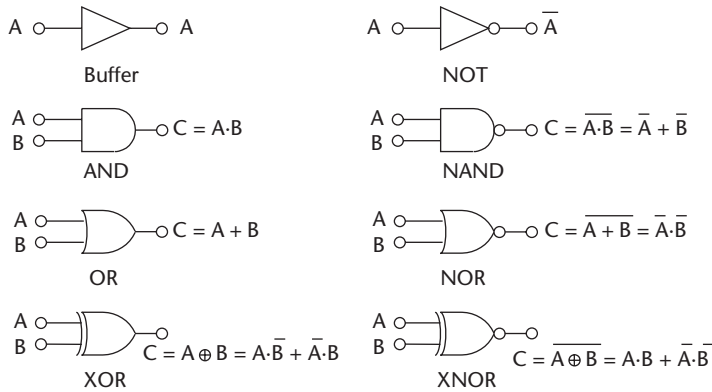 A A
Buffer
A A̅
NOT
A
B C = A·B
AND
A
B C = A̅·̅B̅ = A̅ + B̅
NAND
A
B C = A + B
OR
A
B C = A̅ ̅+̅ ̅B̅ = A̅·B̅
NOR
A
B
C = A ⊕ B = A·B̅ + A̅·B
XOR
A
B
C = A̅ ̅⊕̅ ̅B̅ = A·B + A̅·B̅
XNOR